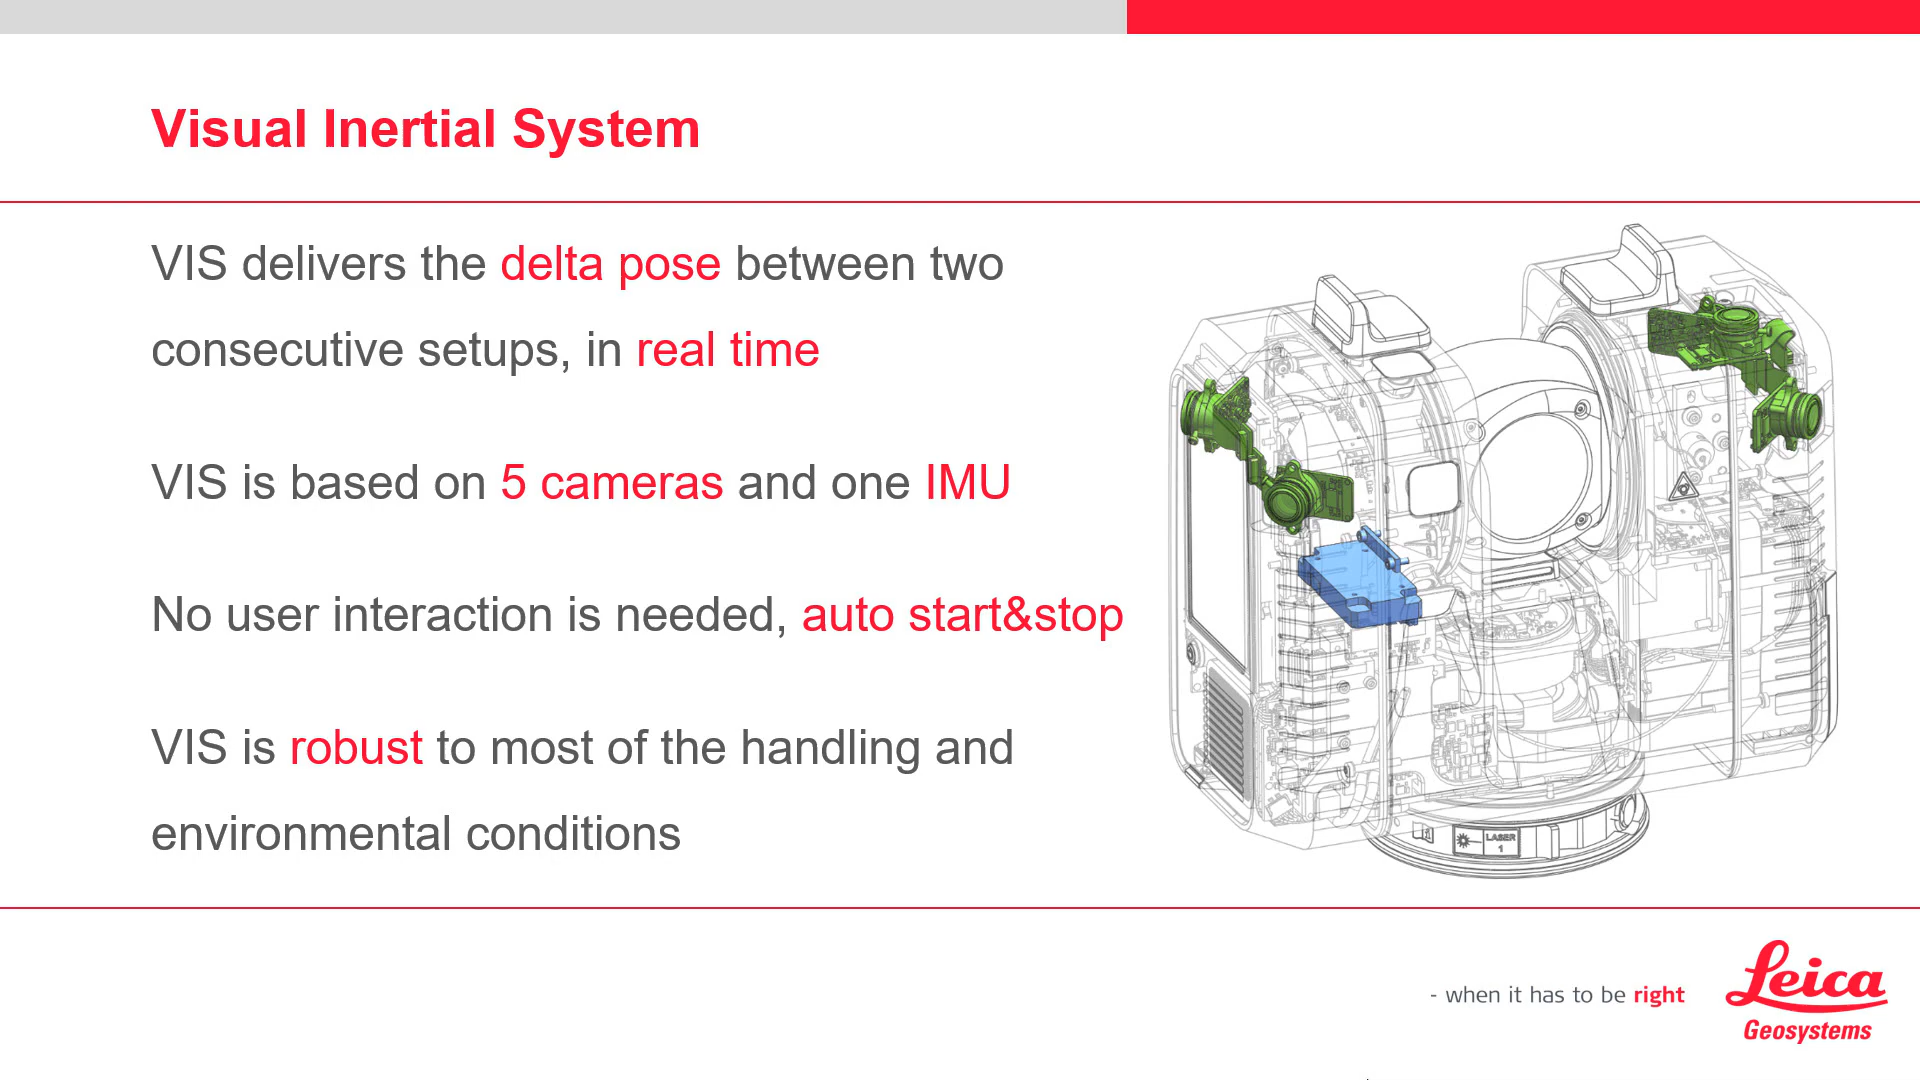 Visual Inertial System
VIS delivers the delta pose between two
consecutive setups, in real time
VIS is based on 5 cameras and one IMU
No user interaction is needed, auto start&stop
VIS is robust to most of the handling and
environmental conditions
LASER
1
- when it has to be right
Leica
Geosystems